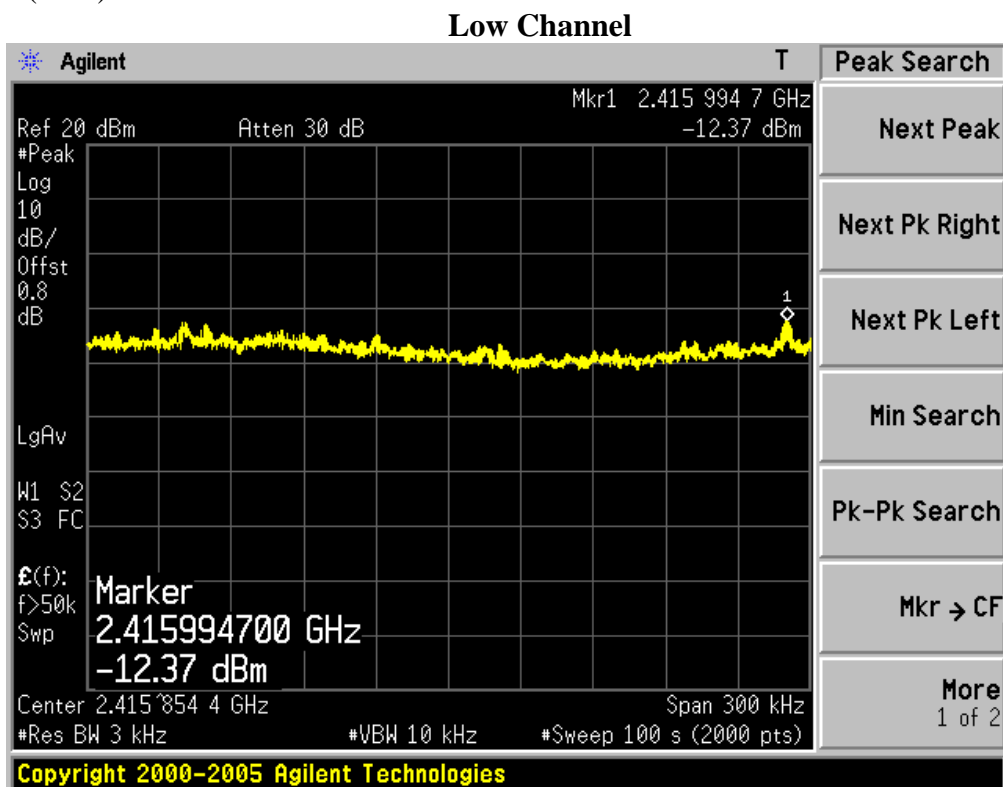 Low Channel
Agilent T
Peak Search
Mkr1 2.415 994 7 GHz
Ref 20 dBm Atten 30 dB -12.37 dBm
#Peak
Log
10
dB/
Offst
0.8
dB
1
LgAv
W1 S2
S3 FC
£(f):
f>50k
Swp
Marker
2.415994700 GHz
-12.37 dBm
Center 2.415 854 4 GHz Span 300 kHz
#Res BW 3 kHz #VBW 10 kHz #Sweep 100 s (2000 pts)
Next Peak
Next Pk Right
Next Pk Left
Min Search
Pk-Pk Search
Mkr → CF
More
1 of 2
Copyright 2000-2005 Agilent Technologies